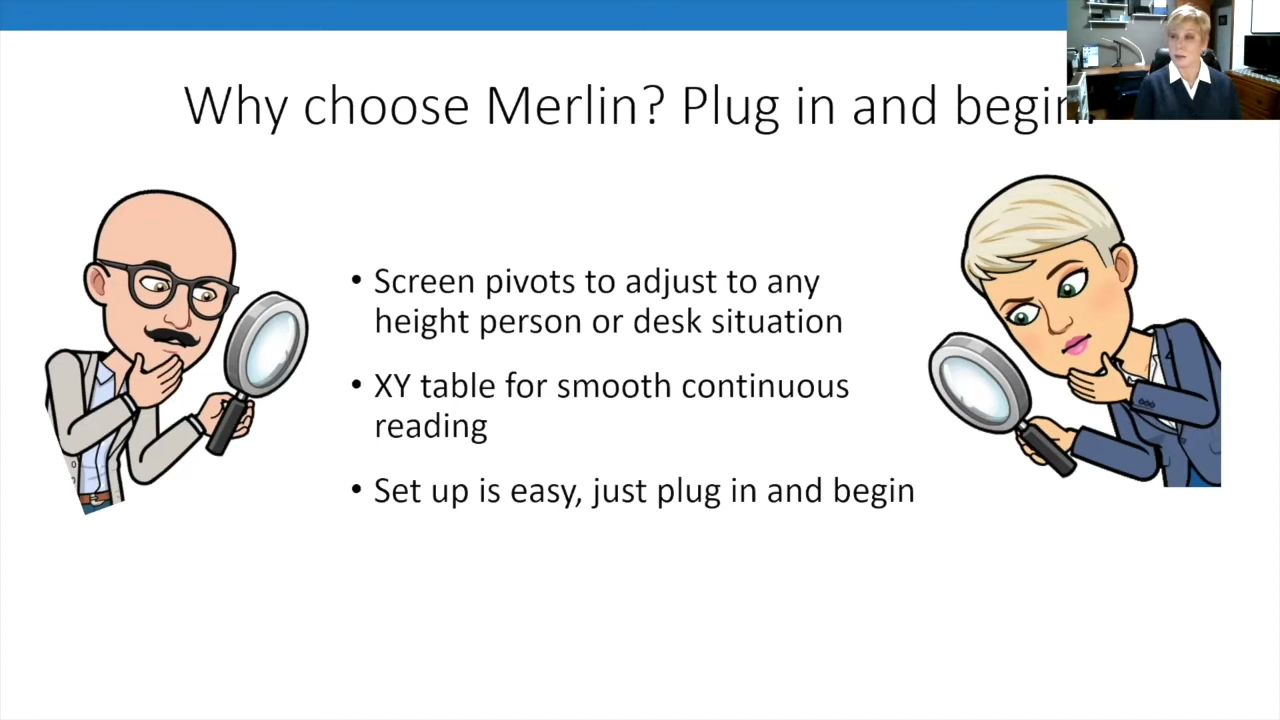 Why choose Merlin? Plug in and begin.
• Screen pivots to adjust to any
height person or desk situation
• XY table for smooth continuous
reading
• Set up is easy, just plug in and begin